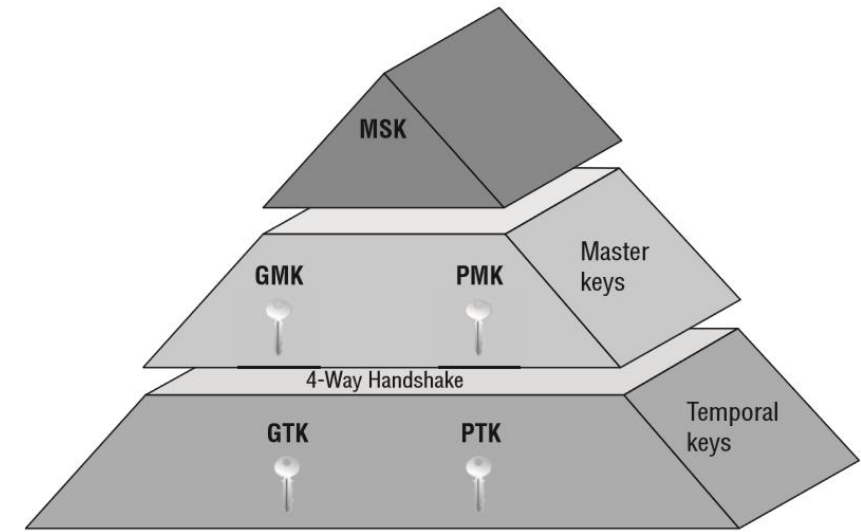 MSK
GMK
PMK
Master
keys
4-Way Handshake
GTK
PTK
Temporal
keys